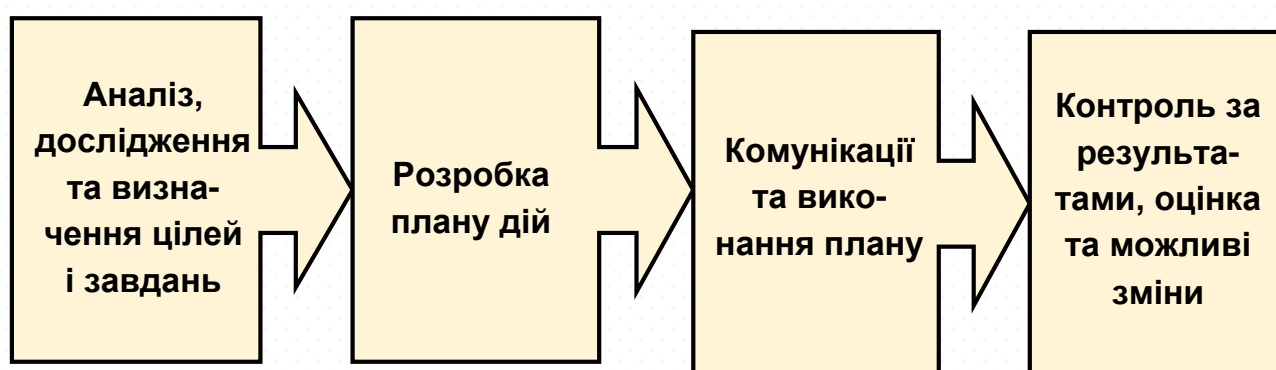 Аналіз,
дослідження
та визна-
чення цілей
і завдань
Розробка
плану дій
Комунікації
та вико-
нання плану
Контроль за
результа-
тами, оцінка
та можливі
зміни